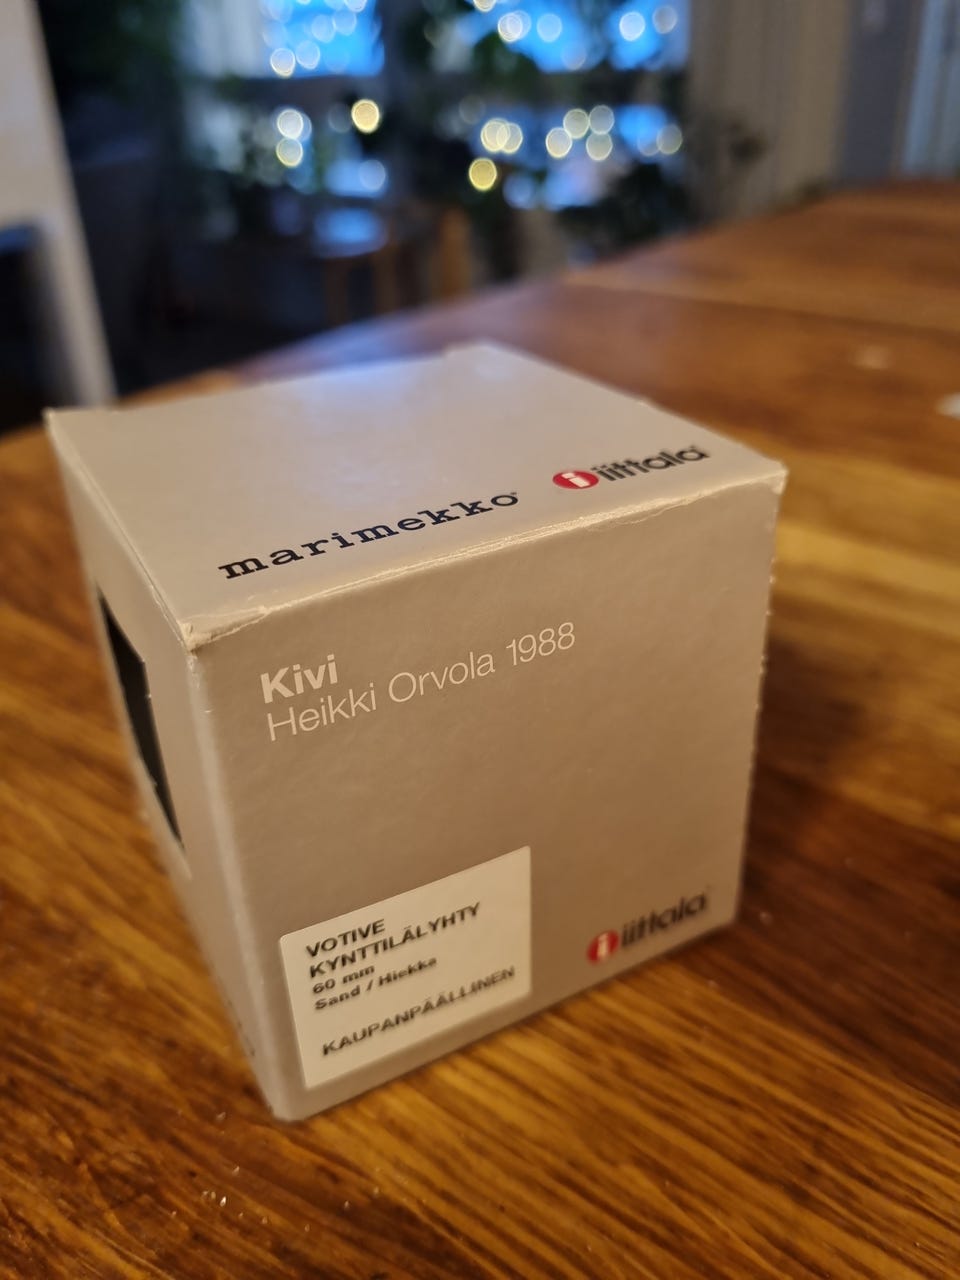 marimekko
iittala
Kivi
Heikki Orvola 1988
VOTIVE
KYNTTILÄLYHTY
60 mm
Sand / Hiekka
KAUPANPÄÄLLINEN
iittala